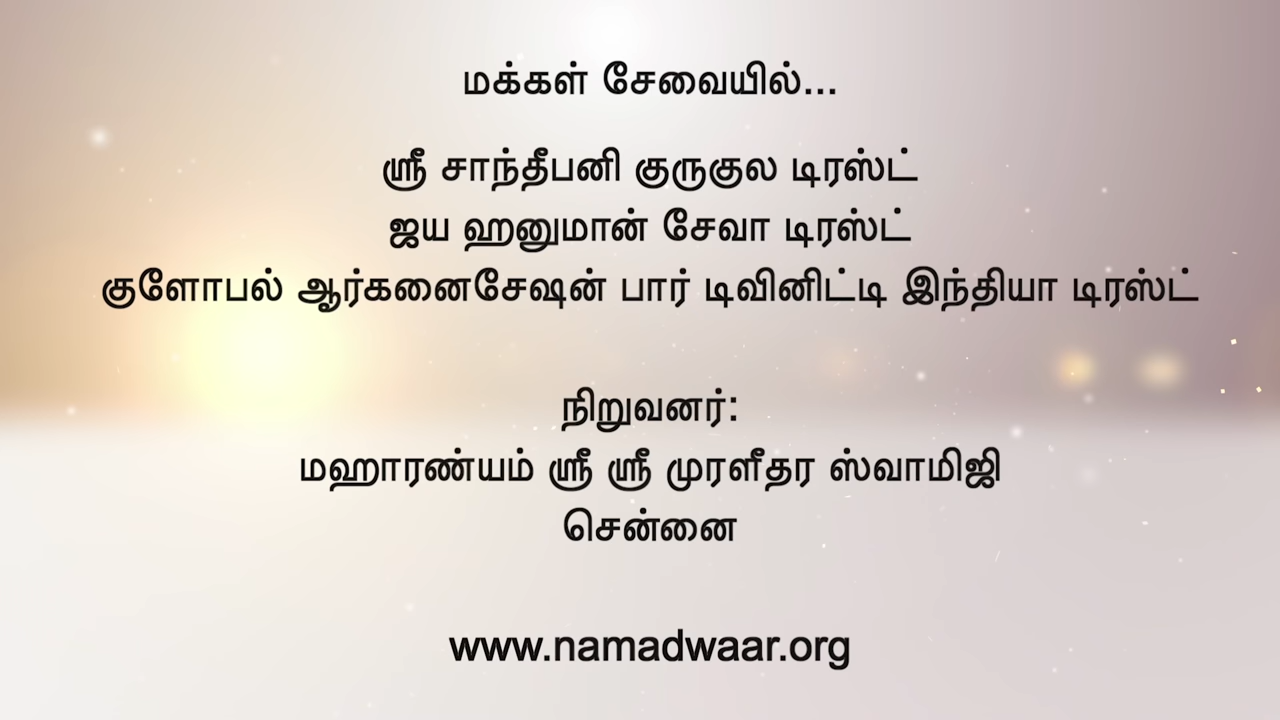 மக்கள் சேவையில்...
ஸ்ரீ சாந்தீபனி குருகுல டிரஸ்ட்
ஜய ஹனுமான் சேவா டிரஸ்ட்
குளோபல் ஆர்கனைசேஷன் பார் டிவினிட்டி இந்தியா டிரஸ்ட்
நிறுவனர்:
மஹாரண்யம் ஸ்ரீ ஸ்ரீ முரளீதர ஸ்வாமிஜி
சென்னை
www.namadwaar.org